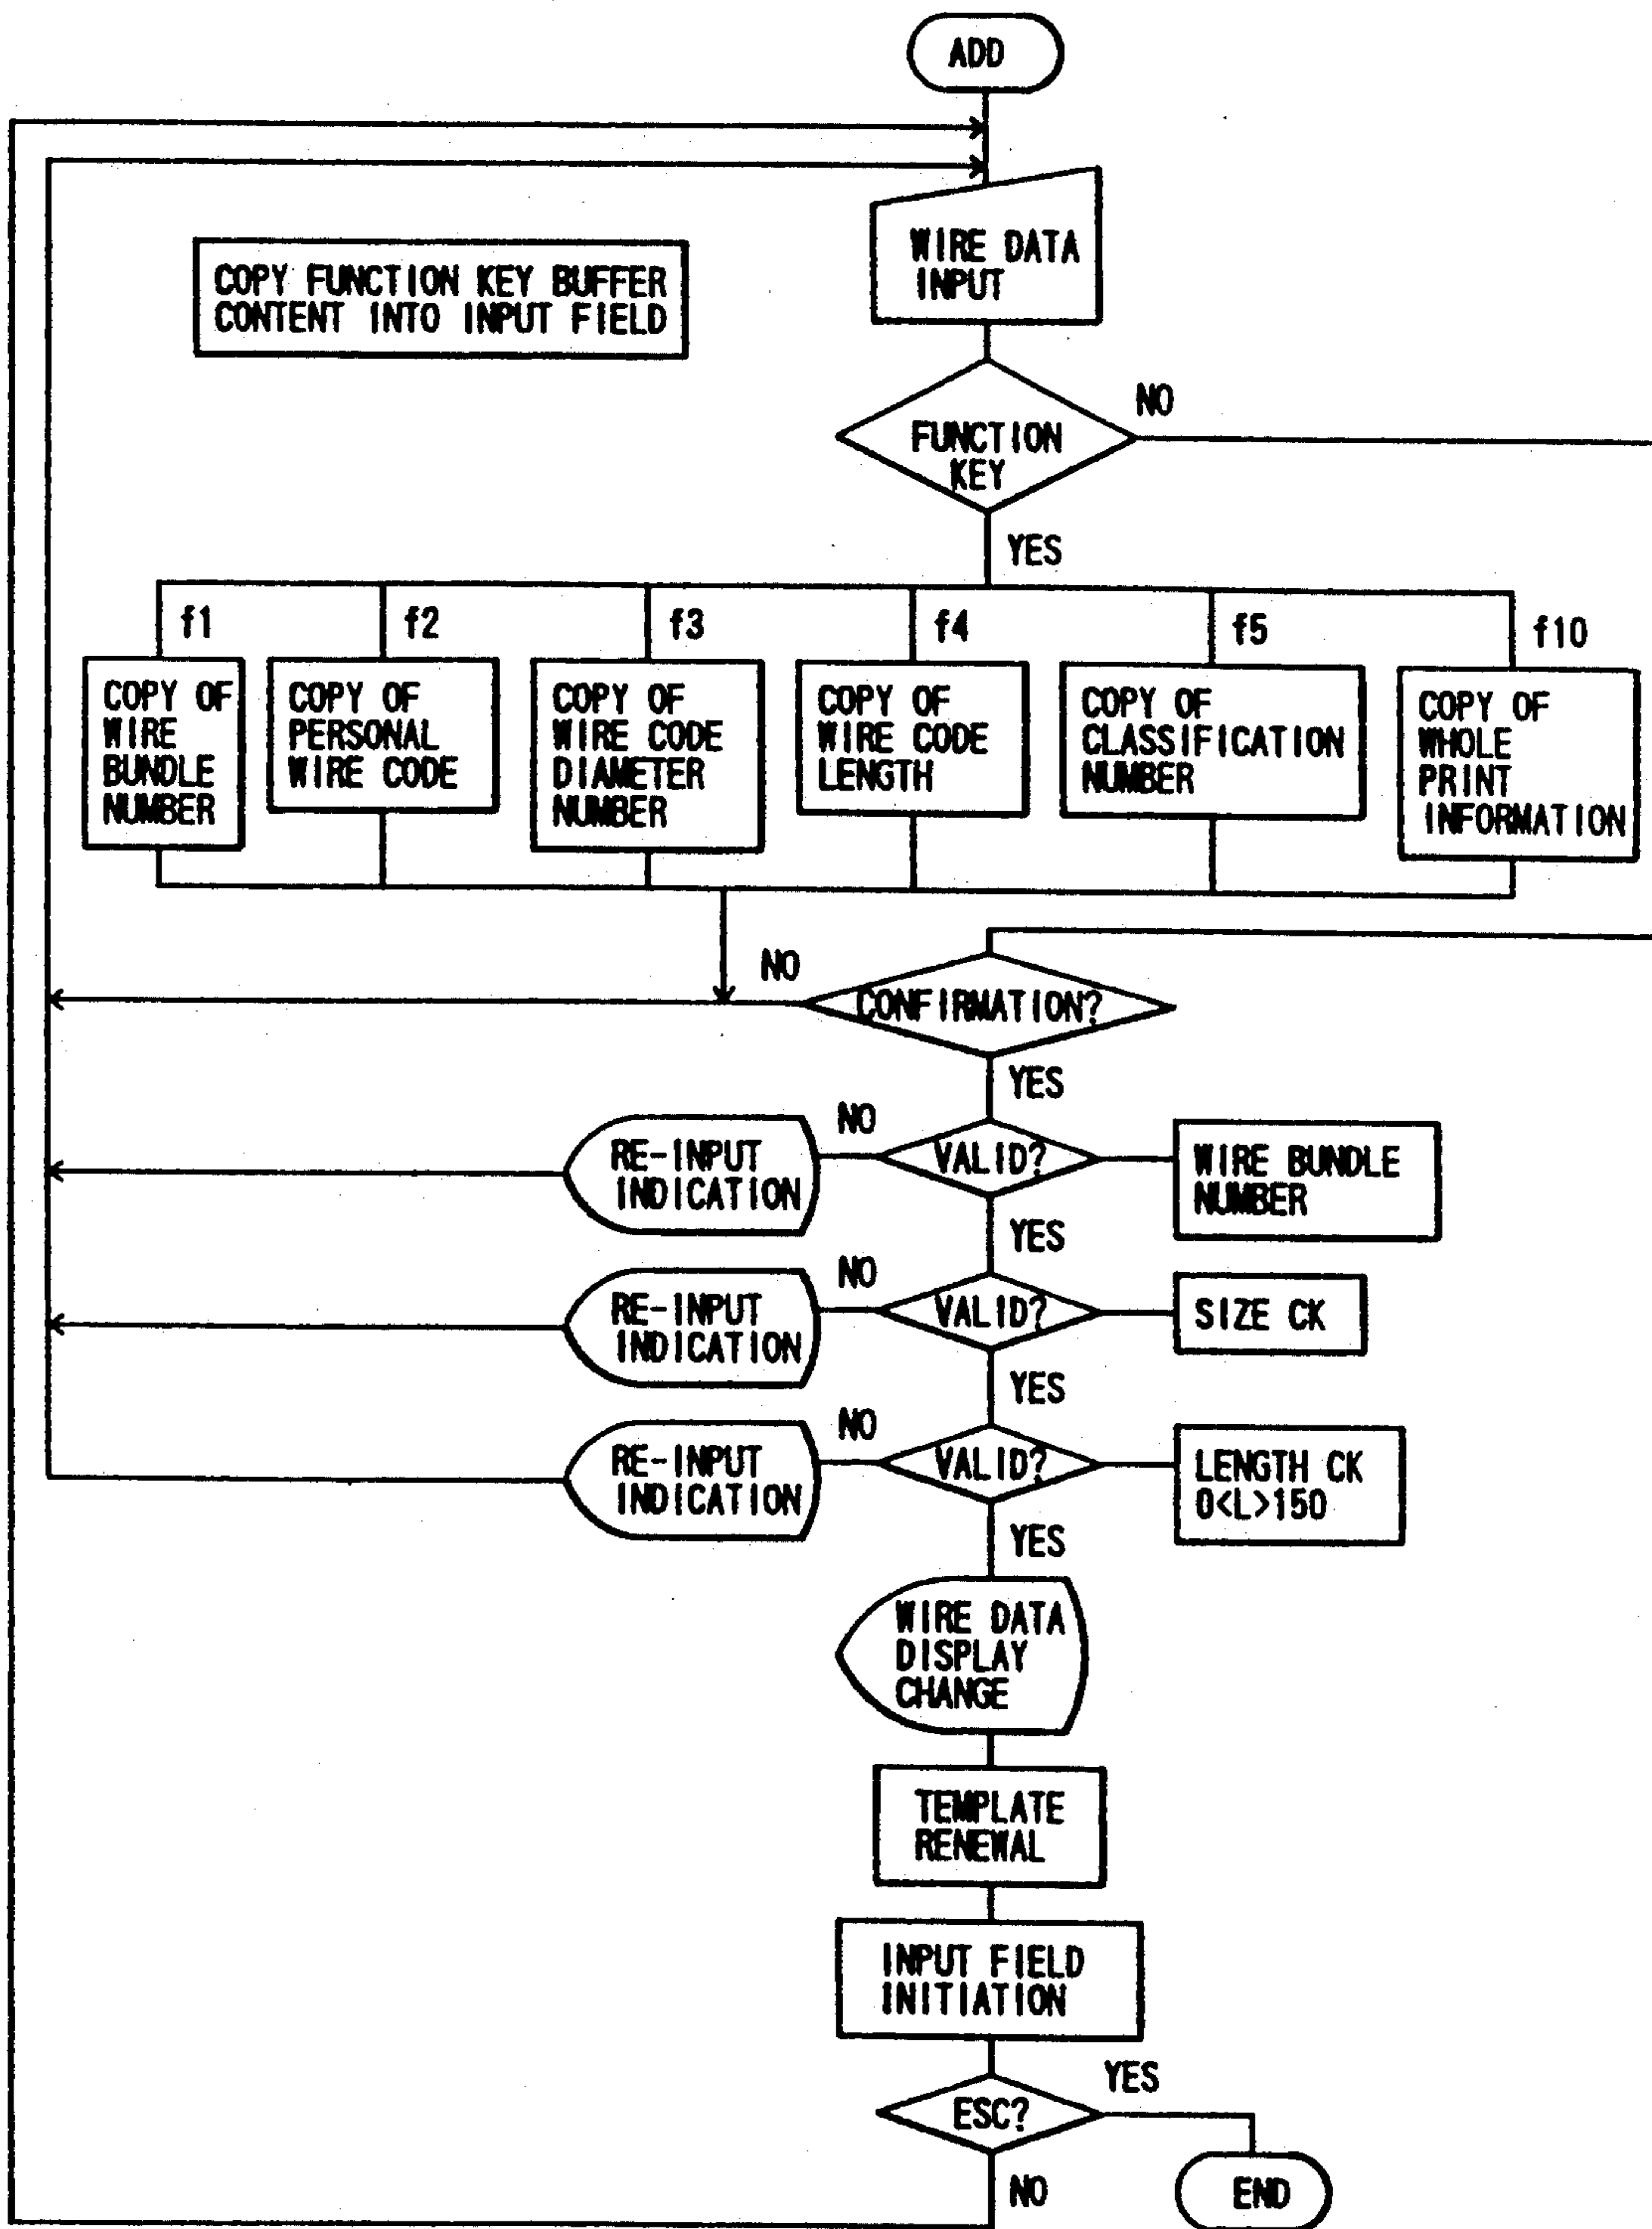 ADD
WIRE DATA
INPUT
COPY FUNCTION KEY BUFFER
CONTENT INTO INPUT FIELD
NO
FUNCTION
KEY
YES
f1
f2
f3
f4
f5
f10
COPY OF
WIRE
BUNDLE
NUMBER
COPY OF
PERSONAL
WIRE CODE
COPY OF
WIRE CODE
DIAMETER
NUMBER
COPY OF
WIRE CODE
LENGTH
COPY OF
CLASSIFICATION
NUMBER
COPY OF
WHOLE
PRINT
INFORMATION
NO
CONFIRMATION?
YES
RE-INPUT
INDICATION
NO
VALID?
WIRE BUNDLE
NUMBER
YES
RE-INPUT
INDICATION
NO
VALID?
SIZE CK
YES
RE-INPUT
INDICATION
NO
VALID?
LENGTH CK
0<L>150
YES
WIRE DATA
DISPLAY
CHANGE
TEMPLATE
RENEWAL
INPUT FIELD
INITIATION
YES
ESC?
NO
END